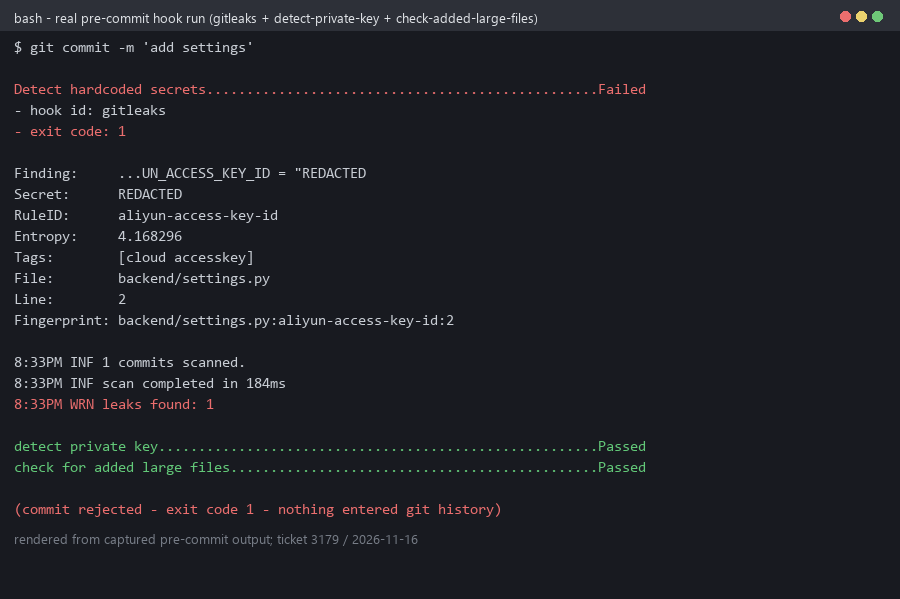 bash - real pre-commit hook run (gitleaks + detect-private-key + check-added-large-files)
$ git commit -m 'add settings'
Detect hardcoded secrets.................................................Failed
- hook id: gitleaks
- exit code: 1
Finding:     ...UN_ACCESS_KEY_ID = "REDACTED
Secret:      REDACTED
RuleID:      aliyun-access-key-id
Entropy:     4.168296
Tags:        [cloud accesskey]
File:        backend/settings.py
Line:        2
Fingerprint: backend/settings.py:aliyun-access-key-id:2
8:33PM INF 1 commits scanned.
8:33PM INF scan completed in 184ms
8:33PM WRN leaks found: 1
detect private key.......................................................Passed
check for added large files..............................................Passed
(commit rejected - exit code 1 - nothing entered git history)
rendered from captured pre-commit output; ticket 3179 / 2026-11-16